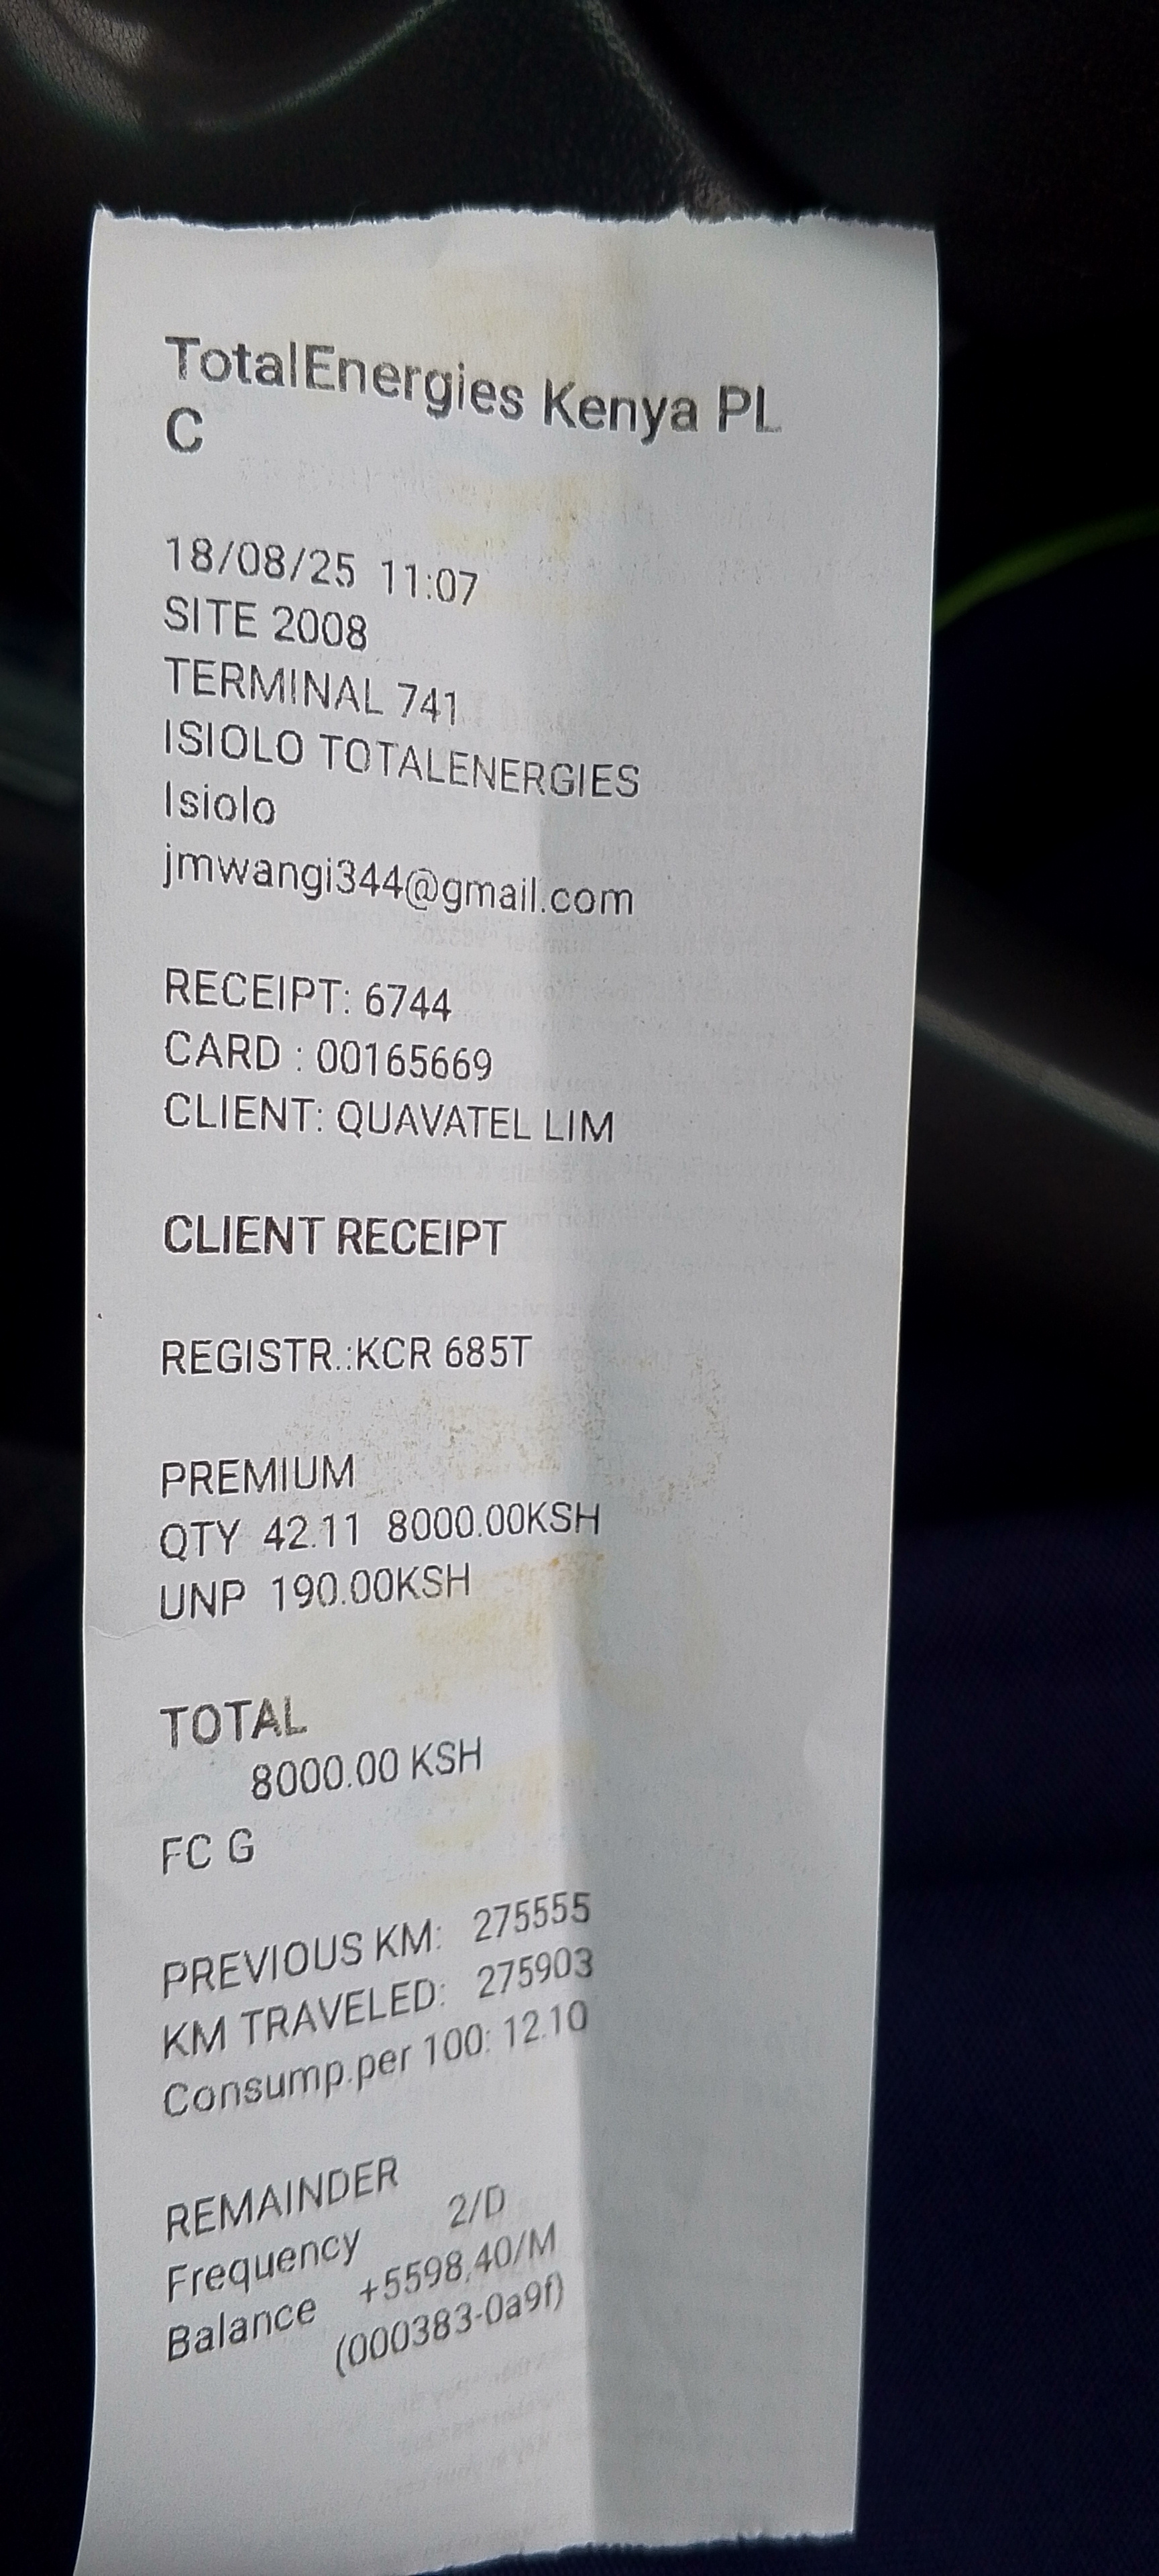 TotalEnergies Kenya PL
C
18/08/25 11:07
SITE 2008
TERMINAL 741
ISIOLO TOTALENERGIES
Isiolo
jmwangi344@gmail.com
RECEIPT: 6744
CARD : 00165669
CLIENT: QUAVATEL LIM
CLIENT RECEIPT
REGISTR.:KCR 685T
PREMIUM
QTY 42.11 8000.00KSH
UNP 190.00KSH
TOTAL
8000.00 KSH
FC G
PREVIOUS KM: 275555
KM TRAVELED: 275903
Consump.per 100: 12.10
REMAINDER
Frequency 2/D
Balance +5598.40/M
(000383-0a9f)